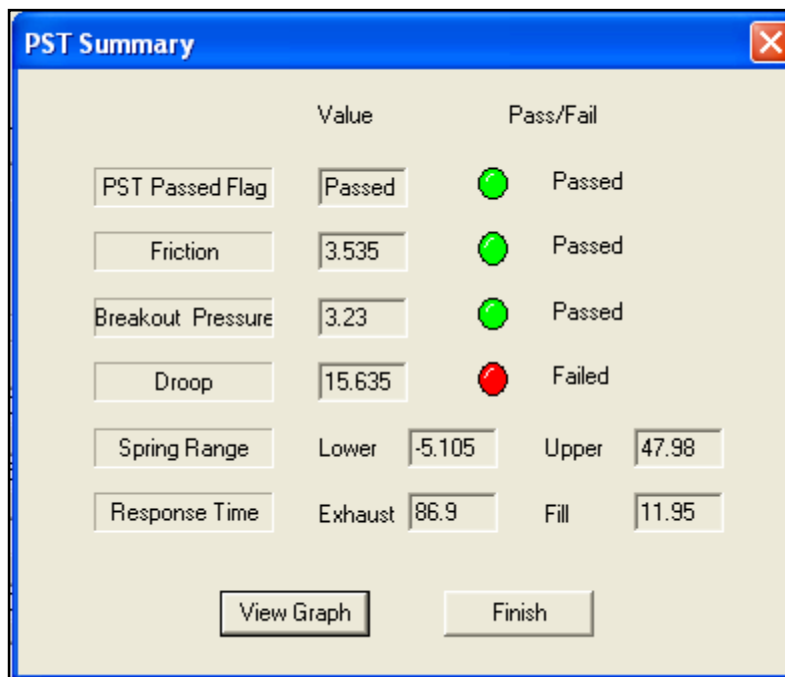 PST Summary
Value Pass/Fail
PST Passed Flag Passed Passed
Friction 3.535 Passed
Breakout Pressure 3.23 Passed
Droop 15.635 Failed
Spring Range Lower -5.105 Upper 47.98
Response Time Exhaust 86.9 Fill 11.95
View Graph Finish